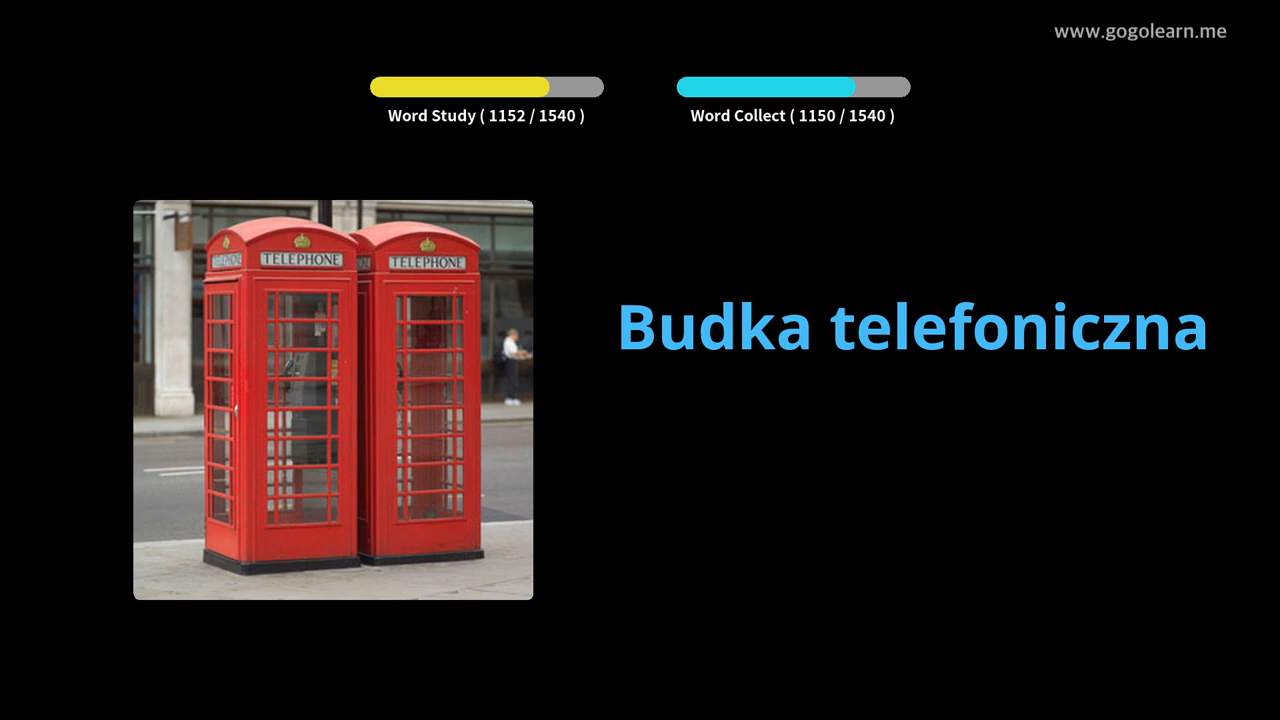 www.gogolearn.me
Word Study ( 1152 / 1540 )
Word Collect ( 1150 / 1540 )
TELEPHONE
TELEPHONE
Budka telefoniczna